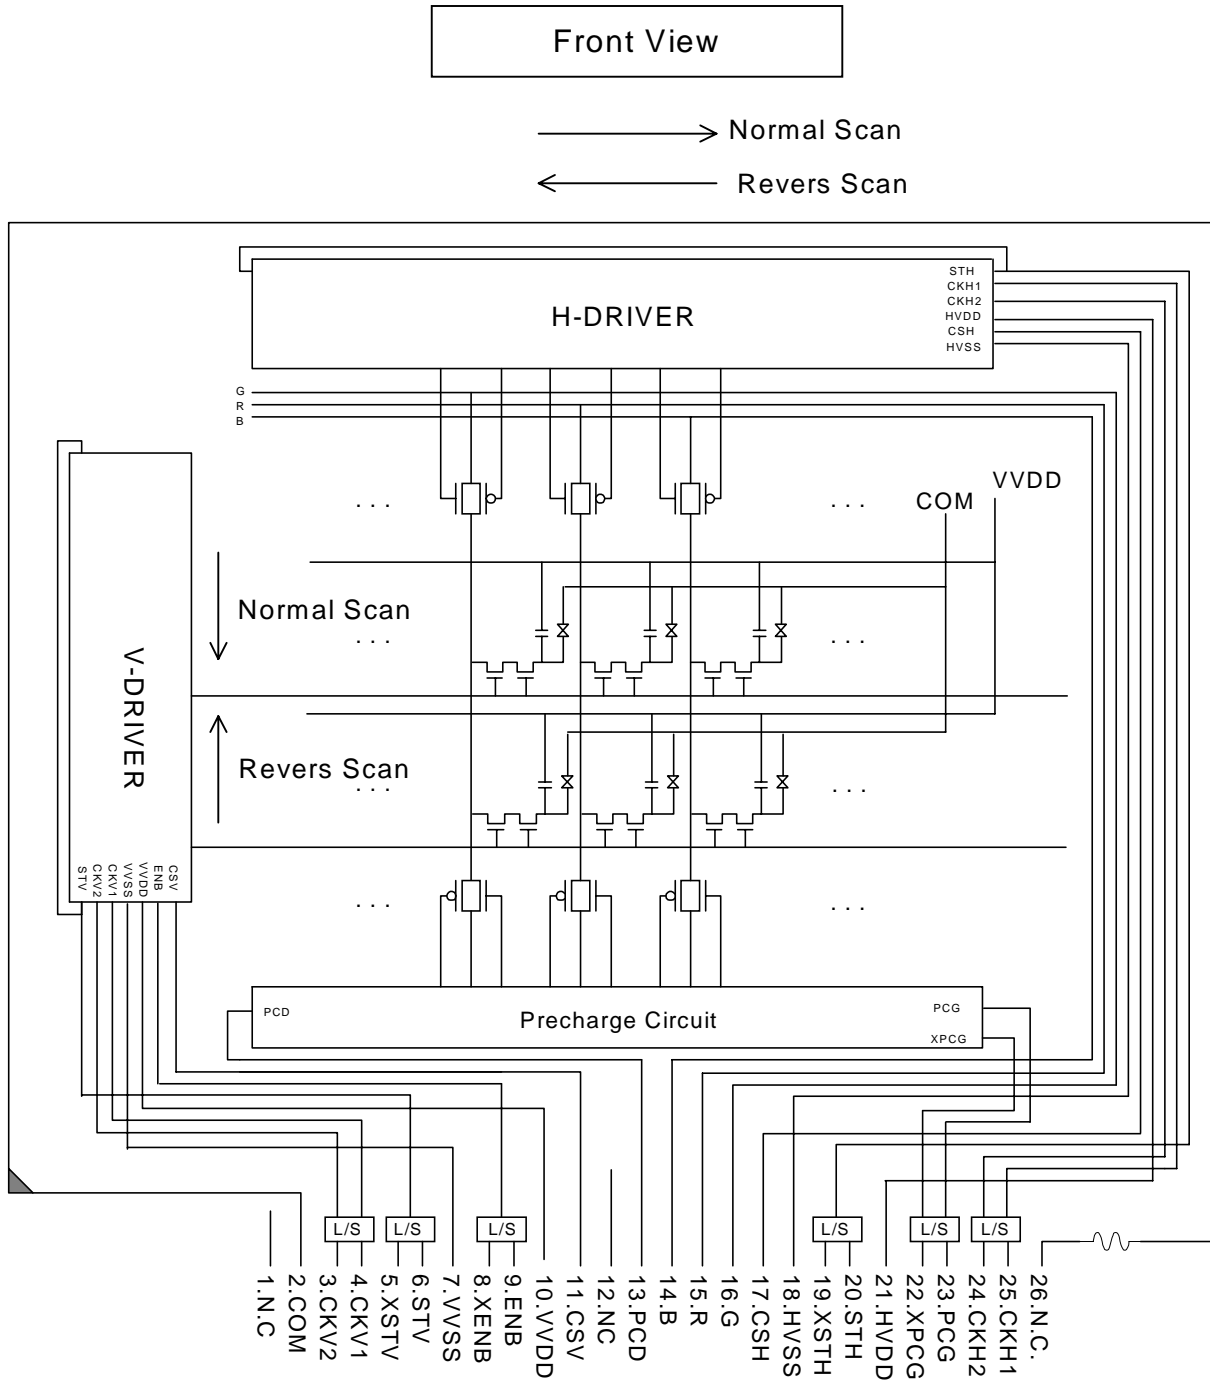 Front View
Normal Scan
Revers Scan
H-DRIVER
STH
CKH1
CKH2
HVDD
CSH
HVSS
G
R
B
. . .
. . .
VVDD
COM
Normal Scan
. . .
. . .
V-DRIVER
Revers Scan
. . .
. . .
STV
CKV2
CKV1
VVSS
VVDD
ENB
CSV
. . .
. . .
PCD
Precharge Circuit
PCG
XPCG
L/S
L/S
L/S
L/S
L/S
L/S
1.N.C
2.COM
3.CKV2
4.CKV1
5.XSTV
6.STV
7.VVSS
8.XENB
9.ENB
10.VVDD
11.CSV
12.NC
13.PCD
14.B
15.R
16.G
17.CSH
18.HVSS
19.XSTH
20.STH
21.HVDD
22.XPCG
23.PCG
24.CKH2
25.CKH1
26.N.C.